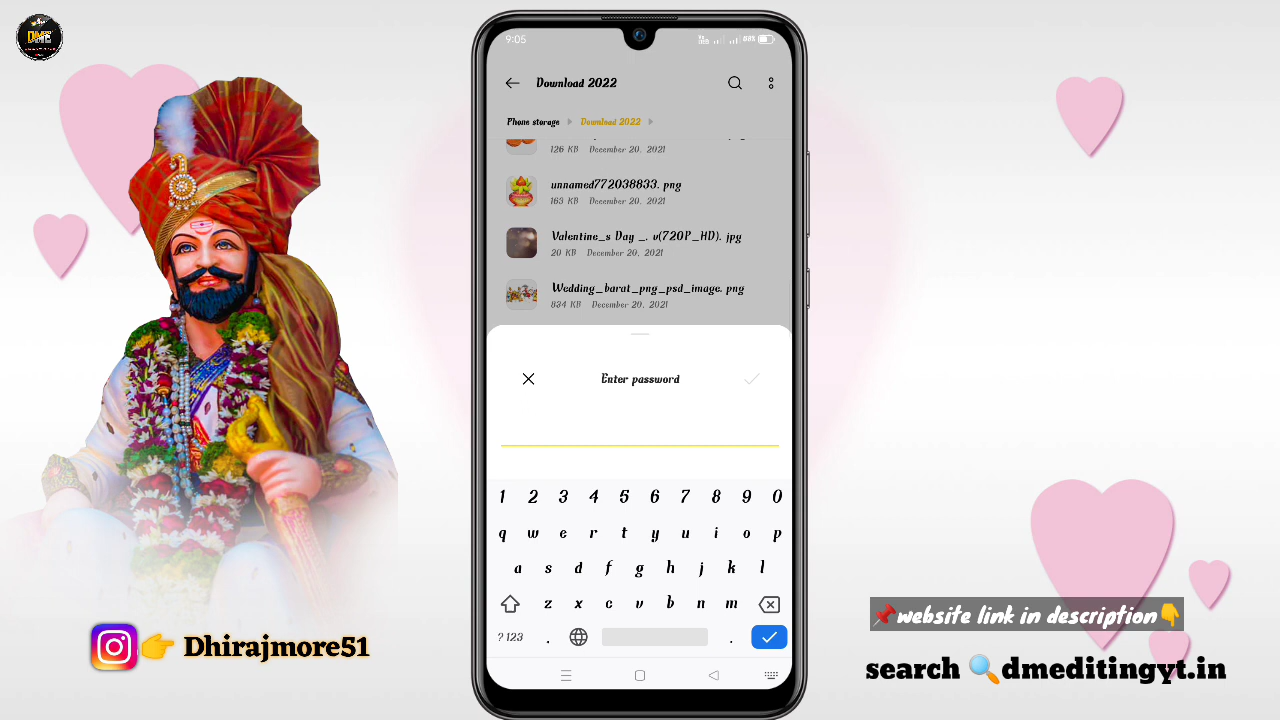 DME
9:05
88%
Download 2022
Phone storage
Download 2022
126 KB December 20, 2021
unnamed772038833. png
163 KB December 20, 2021
Valentine_s Day _. v(720P_HD). jpg
20 KB December 20, 2021
Wedding_barat_png_psd_image. png
834 KB December 20, 2021
Enter password
1 2 3 4 5 6 7 8 9 0
q w e r t y u i o p
a s d f g h j k l
z x c v b n m
? 123 . .
👉 Dhirajmore51
📌website link in description👇
search 🔍dmeditingyt.in